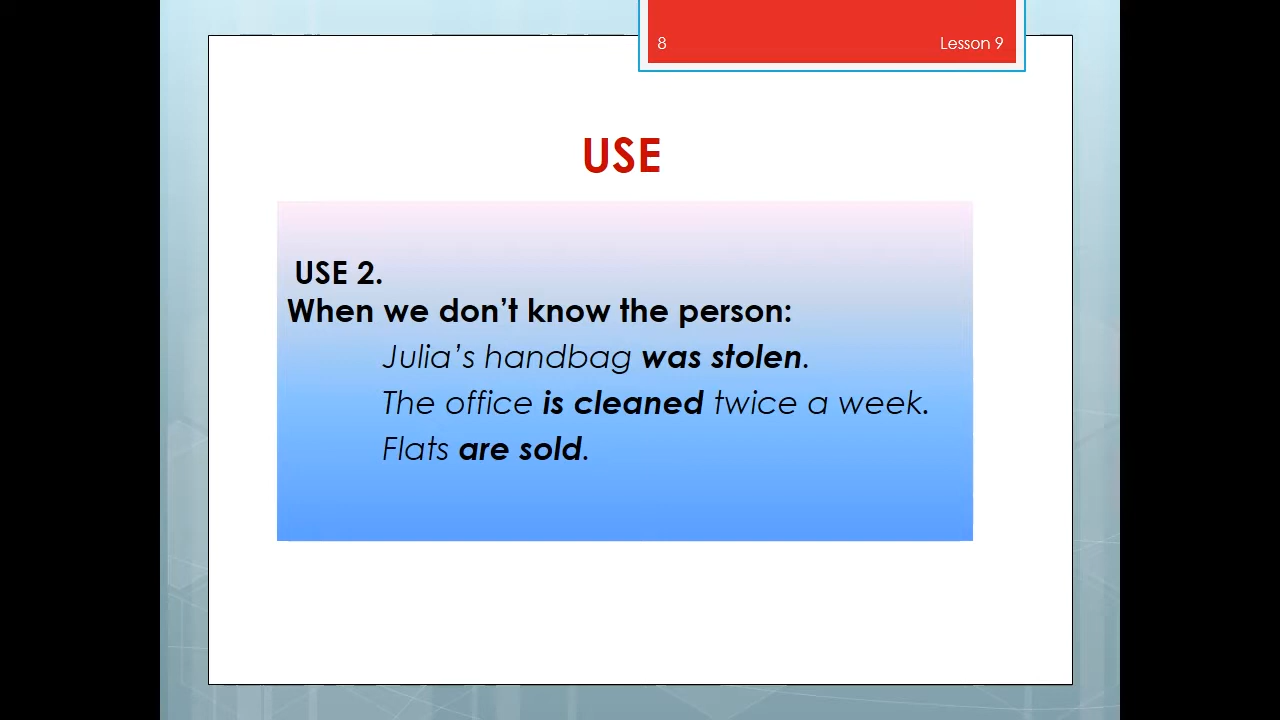 8 Lesson 9
USE
USE 2.
When we don’t know the person:
Julia’s handbag was stolen.
The office is cleaned twice a week.
Flats are sold.